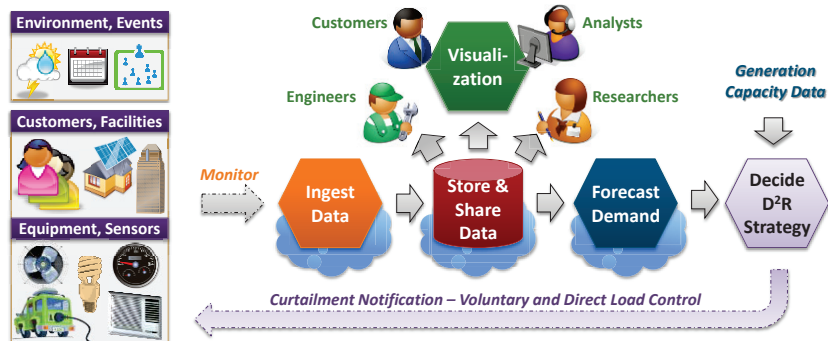 Environment, Events
Customers, Facilities
Equipment, Sensors
Monitor
Ingest
Data
Store &
Share
Data
Forecast
Demand
Decide
D²R
Strategy
Generation
Capacity Data
Visuali-
zation
Customers
Analysts
Engineers
Researchers
Curtailment Notification – Voluntary and Direct Load Control